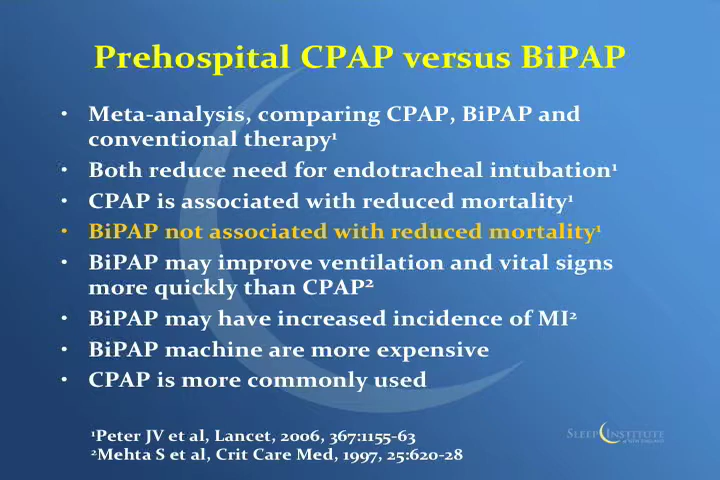 Prehospital CPAP versus BiPAP
• Meta-analysis, comparing CPAP, BiPAP and
conventional therapy¹
• Both reduce need for endotracheal intubation¹
• CPAP is associated with reduced mortality¹
• BiPAP not associated with reduced mortality¹
• BiPAP may improve ventilation and vital signs
more quickly than CPAP²
• BiPAP may have increased incidence of MI²
• BiPAP machine are more expensive
• CPAP is more commonly used
¹Peter JV et al, Lancet, 2006, 367:1155-63
²Mehta S et al, Crit Care Med, 1997, 25:620-28
SLEEP INSTITUTE
of NEW ENGLAND